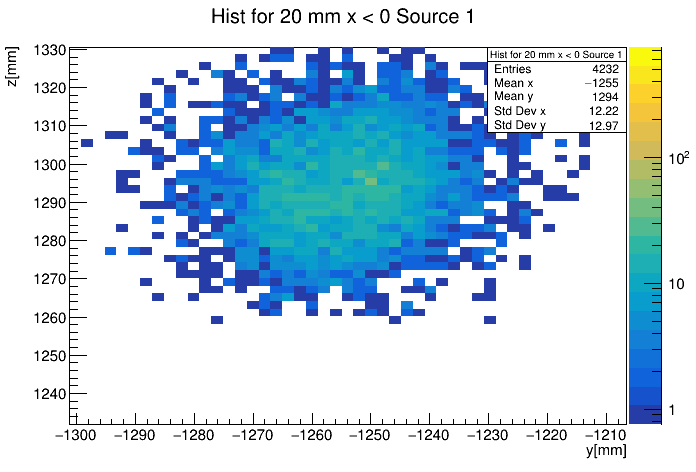 Hist for 20 mm x < 0 Source 1
z[mm]
1330
1320
1310
1300
1290
1280
1270
1260
1250
1240
Hist for 20 mm x < 0 Source 1
Entries 4232
Mean x −1255
Mean y 1294
Std Dev x 12.22
Std Dev y 12.97
10²
10
1
−1300 −1290 −1280 −1270 −1260 −1250 −1240 −1230 −1220 −1210
y[mm]